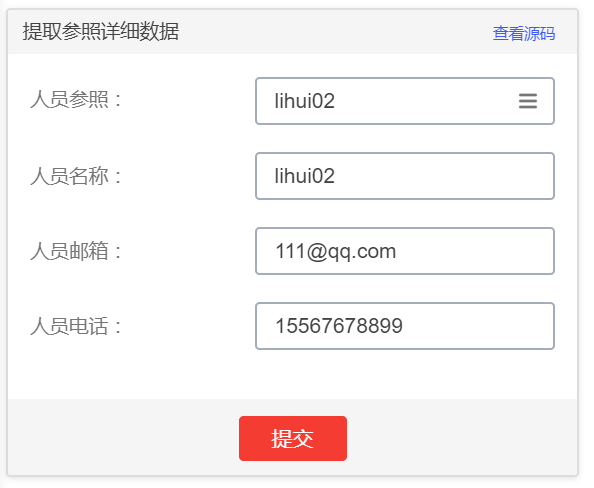 提取参照详细数据 查看源码
人员参照： lihui02
人员名称： lihui02
人员邮箱： 111@qq.com
人员电话： 15567678899
提交